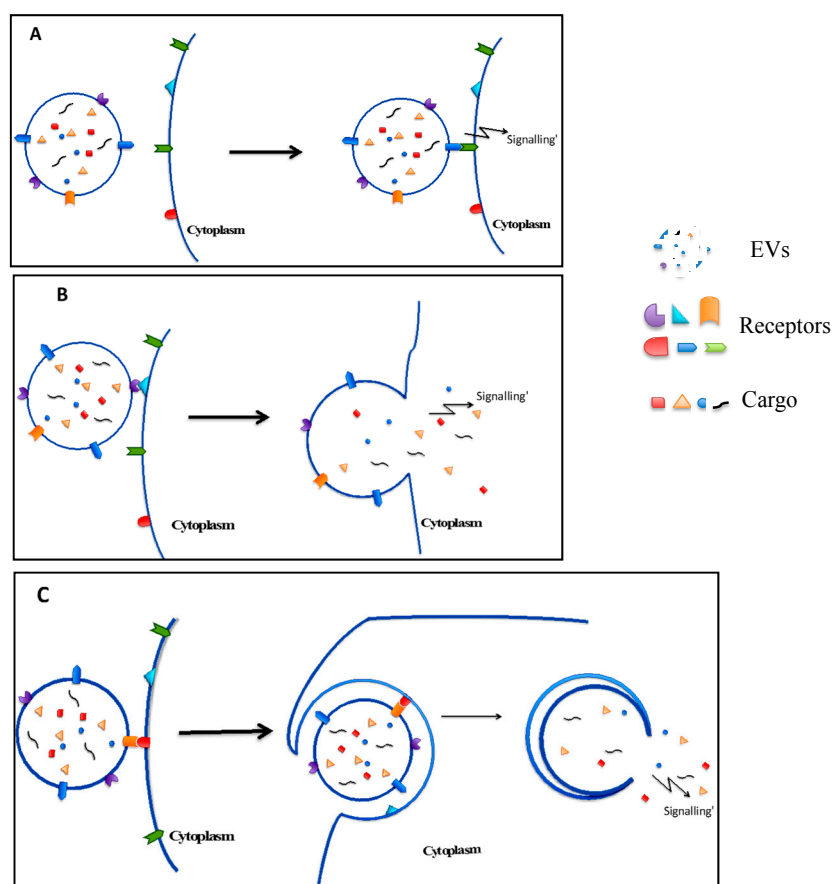 A
Cytoplasm
Signalling'
Cytoplasm
B
Cytoplasm
Signalling'
Cytoplasm
C
Cytoplasm
Cytoplasm
Signalling'
EVs
Receptors
Cargo